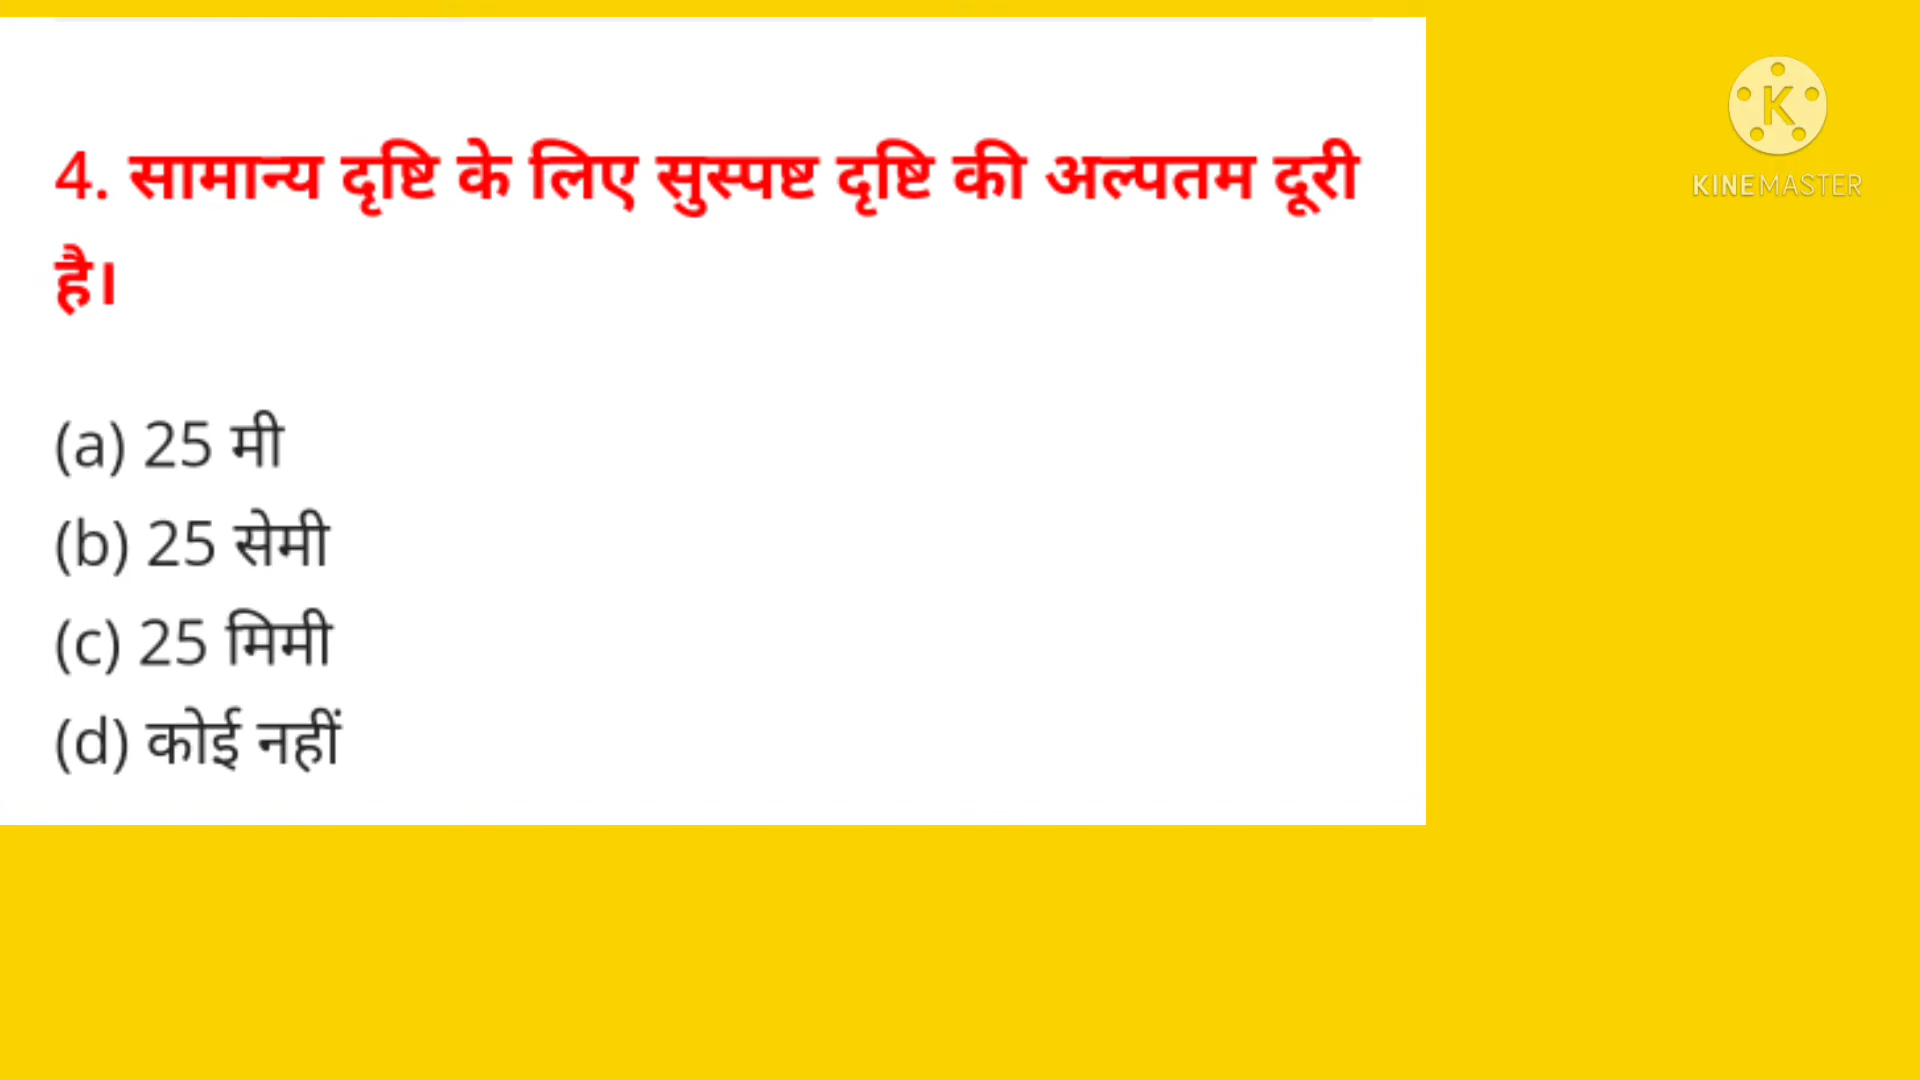 4. सामान्य दृष्टि के लिए सुस्पष्ट दृष्टि की अल्पतम दूरी
है।
(a) 25 मी
(b) 25 सेमी
(c) 25 मिमी
(d) कोई नहीं
K
KINEMASTER